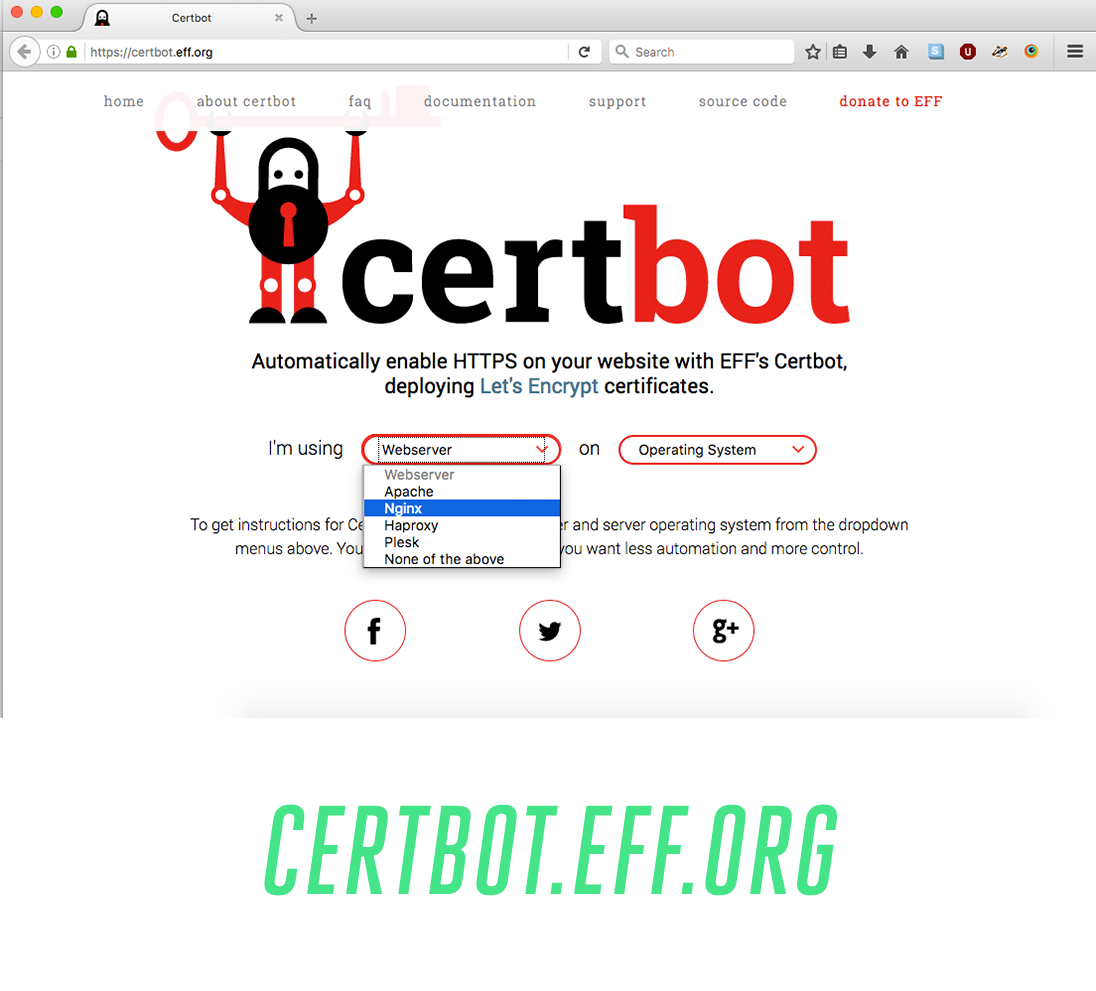 Certbot
https://certbot.eff.org
Search
home about certbot faq documentation support source code donate to EFF
certbot
Automatically enable HTTPS on your website with EFF's Certbot,
deploying Let's Encrypt certificates.
I'm using Webserver on Operating System
Webserver
Apache
Nginx
Haproxy
Plesk
None of the above
To get instructions for Ce er and server operating system from the dropdown
menus above. You you want less automation and more control.
f
g+
CERTBOT.EFF.ORG